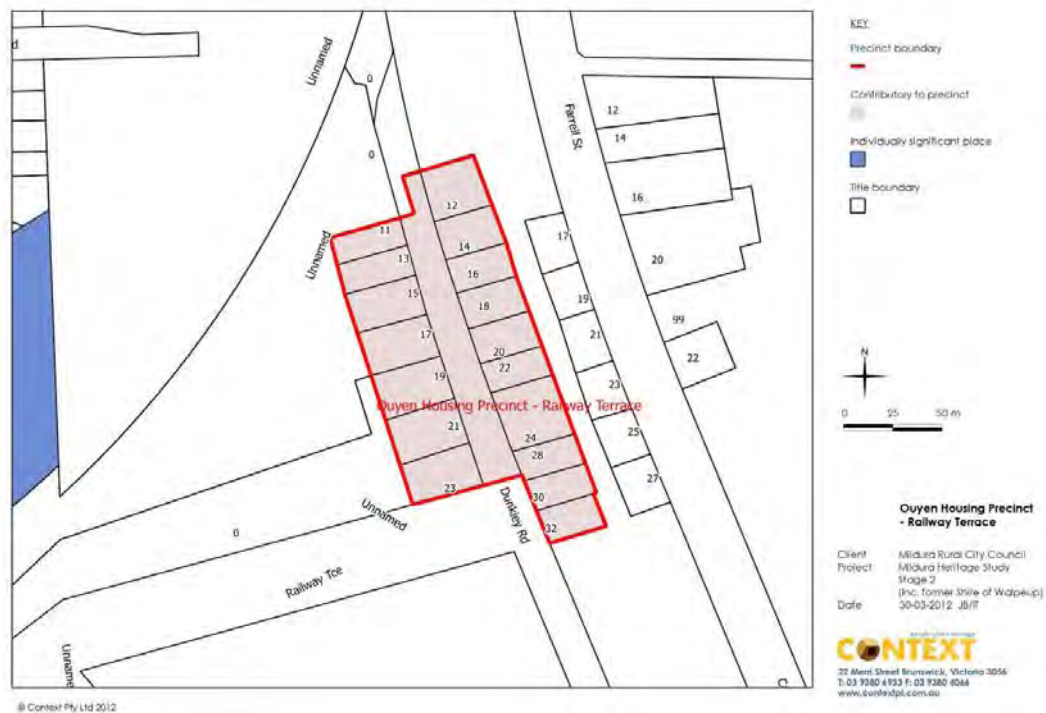 d
Unnamed
0
0
Farrell St
12
14
16
20
99
22
17
19
21
23
25
27
12
14
16
18
20
22
24
28
30
32
Unnamed
11
13
15
17
19
21
23
Ouyen Housing Precinct - Railway Terrace
Unnamed
Dunkley Rd
0
Railway Tce
Unname
C
KEY
Precinct boundary
Contributory to precinct
Individually significant place
Title boundary
N
0 25 50 m
Ouyen Housing Precinct
- Railway Terrace
Client Mildura Rural City Council
Project Mildura Heritage Study
Stage 2
(Inc. former Shire of Walpeup)
Date 30-03-2012 JB/IT
CONTEXT
22 Merri Street Brunswick, Victoria 3056
T: 03 9380 6933 F: 03 9380 4066
www.contextpl.com.au
© Context Pty Ltd 2012